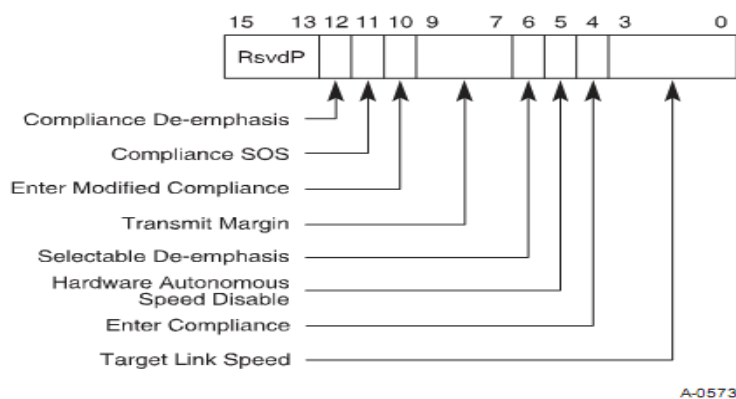 15 13 12 11 10 9 7 6 5 4 3 0
RsvdP
Compliance De-emphasis
Compliance SOS
Enter Modified Compliance
Transmit Margin
Selectable De-emphasis
Hardware Autonomous
Speed Disable
Enter Compliance
Target Link Speed
A-0573